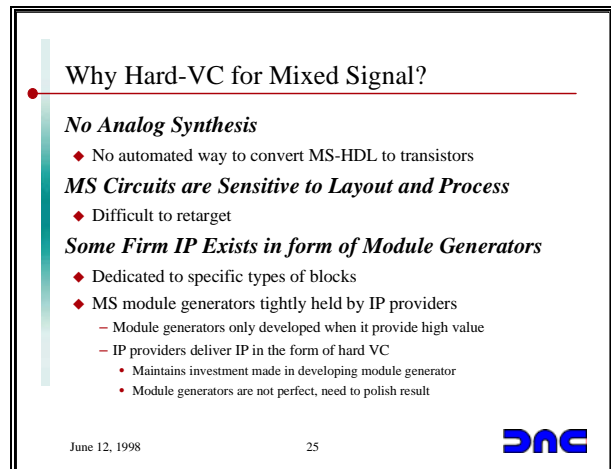 Why Hard-VC for Mixed Signal?
No Analog Synthesis
◆ No automated way to convert MS-HDL to transistors
MS Circuits are Sensitive to Layout and Process
◆ Difficult to retarget
Some Firm IP Exists in form of Module Generators
◆ Dedicated to specific types of blocks
◆ MS module generators tightly held by IP providers
– Module generators only developed when it provide high value
– IP providers deliver IP in the form of hard VC
• Maintains investment made in developing module generator
• Module generators are not perfect, need to polish result
June 12, 1998
25